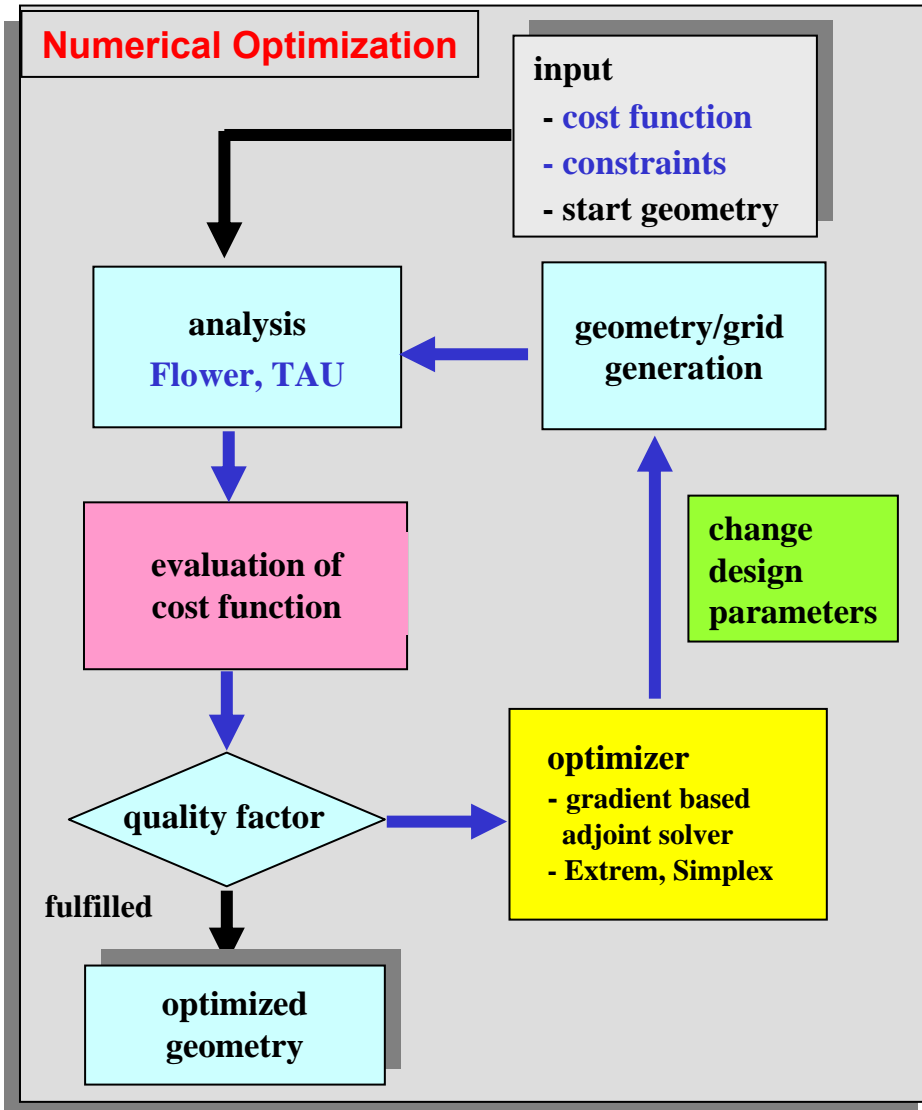 Numerical Optimization
input
- cost function
- constraints
- start geometry
analysis
Flower, TAU
geometry/grid
generation
evaluation of
cost function
change
design
parameters
quality factor
optimizer
- gradient based
adjoint solver
- Extrem, Simplex
fulfilled
optimized
geometry